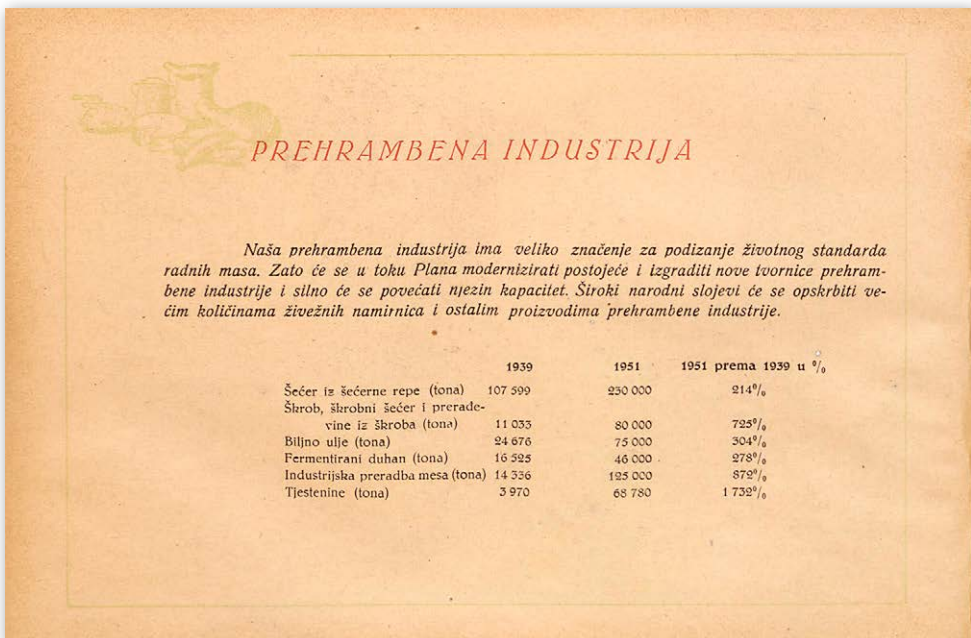 PREHRAMBENA INDUSTRIJA
Naša prehrambena industrija ima veliko značenje za podizanje životnog standarda
radnih masa. Zato će se u toku Plana modernizirati postojeće i izgraditi nove tvornice prehram-
bene industrije i silno će se povećati njezin kapacitet. Široki narodni slojevi će se opskrbiti ve-
ćim količinama živežnih namirnica i ostalim proizvodima prehrambene industrije.
1939 1951 1951 prema 1939 u %
Šećer iz šećerne repe (tona) 107 599 230 000 214%
Škrob, škrobni šećer i prerađe-
vine iz škroba (tona) 11 033 80 000 725%
Biljno ulje (tona) 24 676 75 000 304%
Fermentirani duhan (tona) 16 525 46 000 278%
Industrijska preradba mesa (tona) 14 336 125 000 872%
Tjestenine (tona) 3 970 68 780 1 732%